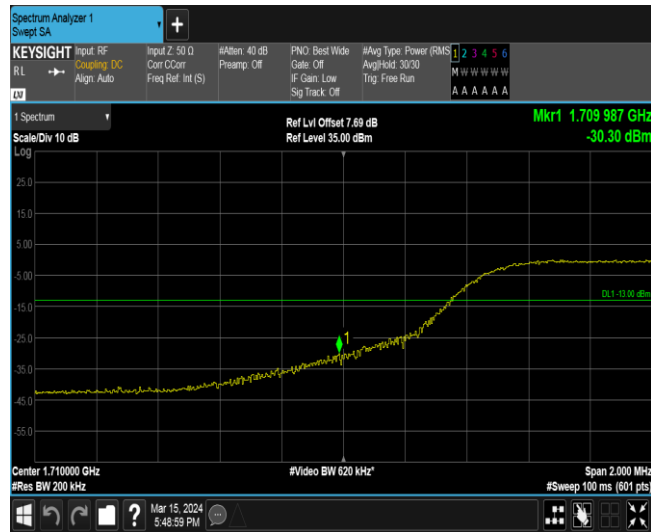 Spectrum Analyzer 1
Swept SA
KEYSIGHT
RL
LXI
Input: RF
Coupling: DC
Align: Auto
Input Z: 50 Ω
Corr CCorr
Freq Ref: Int (S)
#Atten: 40 dB
Preamp: Off
PNO: Best Wide
Gate: Off
IF Gain: Low
Sig Track: Off
#Avg Type: Power (RMS
Avg|Hold: 30/30
Trig: Free Run
1 2 3 4 5 6
M W W W W W
A A A A A A
1 Spectrum
Scale/Div 10 dB
Log
Ref Lvl Offset 7.69 dB
Ref Level 35.00 dBm
Mkr1 1.709 987 GHz
-30.30 dBm
25.0
15.0
5.00
-5.00
DL1 -13.00 dBm
-15.0
-25.0
1
-35.0
-45.0
-55.0
Center 1.710000 GHz
#Res BW 200 kHz
#Video BW 620 kHz*
Span 2.000 MHz
#Sweep 100 ms (601 pts)
?
Mar 15, 2024
5:48:59 PM